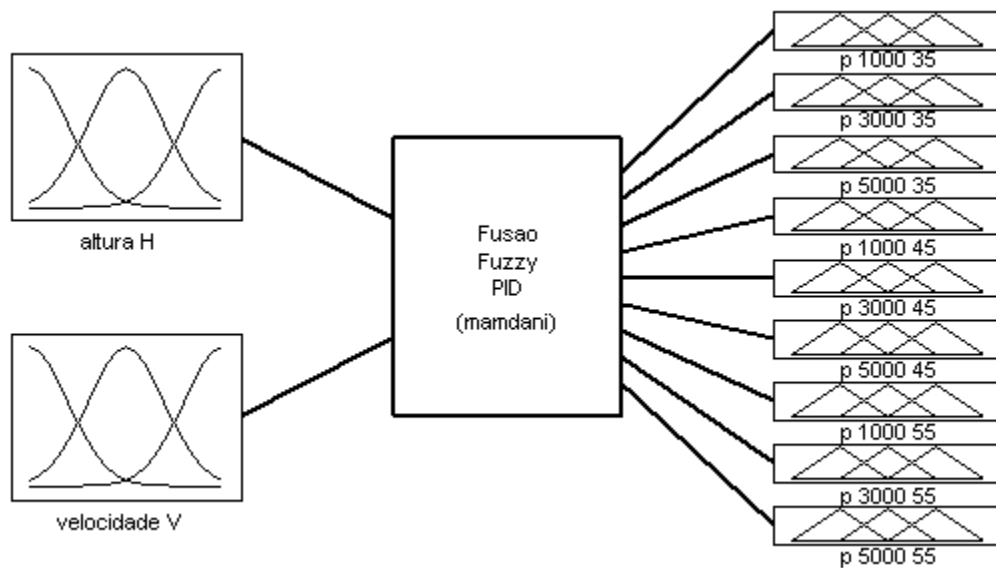 altura H
velocidade V
Fusao
Fuzzy
PID
(mamdani)
p 1000 35
p 3000 35
p 5000 35
p 1000 45
p 3000 45
p 5000 45
p 1000 55
p 3000 55
p 5000 55